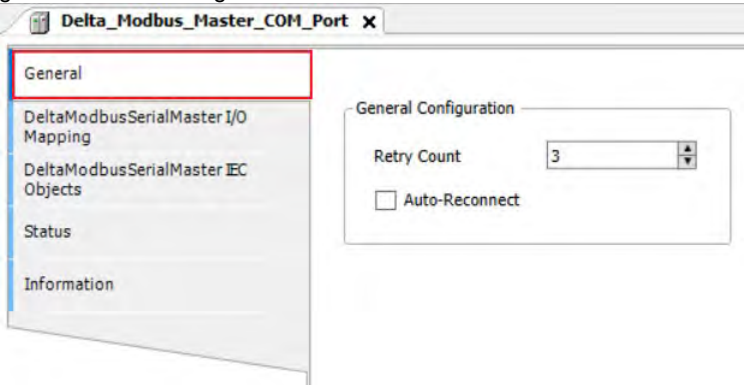 Delta_Modbus_Master_COM_Port X
General
DeltaModbusSerialMaster I/O
Mapping
DeltaModbusSerialMaster IEC
Objects
Status
Information
General Configuration
Retry Count 3
Auto-Reconnect